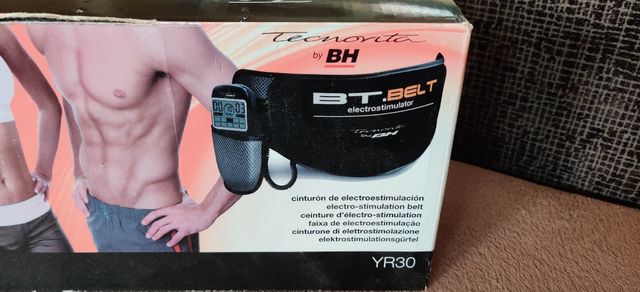 Tecnovita
by BH
BT.BELT
electrostimulator
Tecnovita
by BH
cinturón de electroestimulación
electro-stimulation belt
ceinture d'électro-stimulation
faixa de electroestimulação
cinturone di elettrostimolazione
elektrostimulationsgürtel
YR30